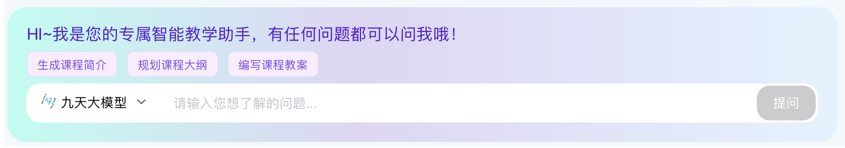 HI~我是您的专属智能教学助手，有任何问题都可以问我哦！
生成课程简介 规划课程大纲 编写课程教案
九天大模型 请输入您想了解的问题... 提问